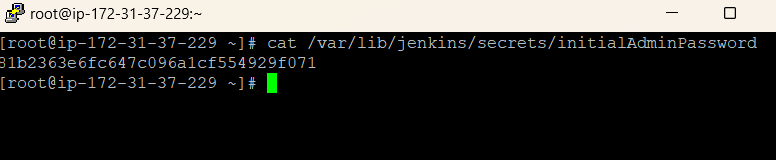 root@ip-172-31-37-229:~
[root@ip-172-31-37-229 ~]# cat /var/lib/jenkins/secrets/initialAdminPassword
81b2363e6fc647c096a1cf554929f071
[root@ip-172-31-37-229 ~]#